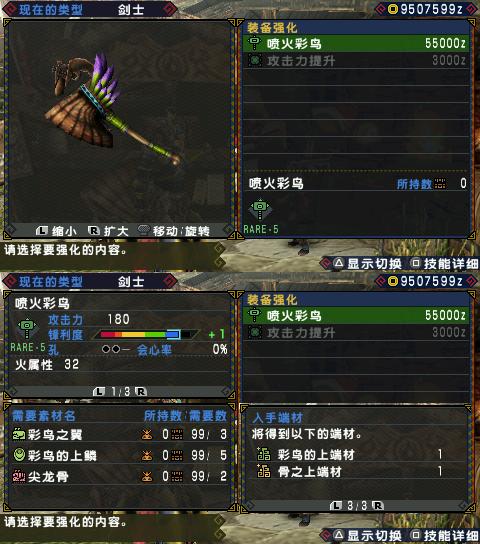 现在的类型 剑士
9507599z
装备强化
喷火彩鸟 55000z
攻击力提升 3000z
喷火彩鸟 所持数 0
RARE-5
L 缩小 R 扩大 移动/旋转
请选择要强化的内容。
△显示切换 □技能详细
现在的类型 剑士
9507599z
喷火彩鸟
攻击力 180
锋利度 +1
RARE-5 孔 ○○— 会心率 0%
火属性 32
L 1/3 R
装备强化
喷火彩鸟 55000z
攻击力提升 3000z
需要素材名 所持数/需要数
彩鸟之翼 0 99/ 3
彩鸟的上鳞 0 99/ 5
尖龙骨 0 99/ 2
入手端材
将得到以下的端材。
彩鸟的上端材 1
骨之上端材 1
L 3/3 R
请选择要强化的内容。
△显示切换 □技能详细